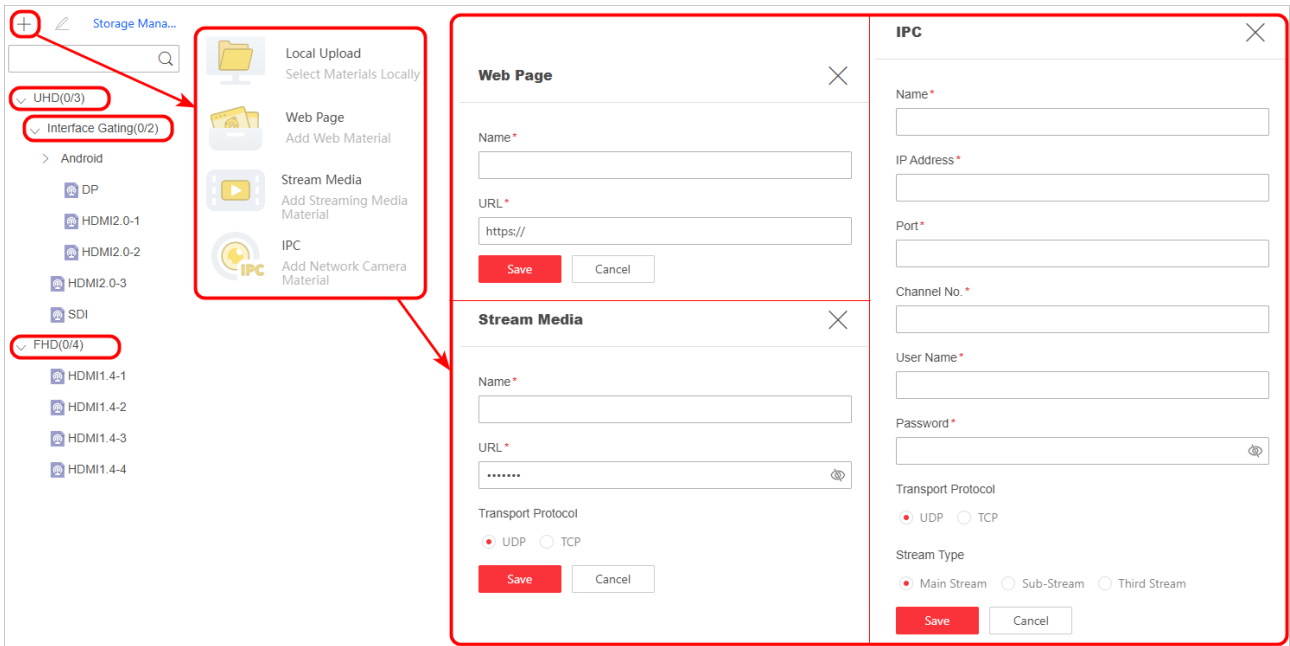 Storage Mana...
UHD(0/3)
Interface Gating(0/2)
Android
DP
HDMI2.0-1
HDMI2.0-2
HDMI2.0-3
SDI
FHD(0/4)
HDMI1.4-1
HDMI1.4-2
HDMI1.4-3
HDMI1.4-4
Local Upload
Select Materials Locally
Web Page
Add Web Material
Stream Media
Add Streaming Media
Material
IPC
IPC
Add Network Camera
Material
Web Page
Name*
URL*
https://
Save Cancel
Stream Media
Name*
URL*
•••••••
Transport Protocol
UDP TCP
Save Cancel
IPC
Name*
IP Address*
Port*
Channel No.*
User Name*
Password*
Transport Protocol
UDP TCP
Stream Type
Main Stream Sub-Stream Third Stream
Save Cancel